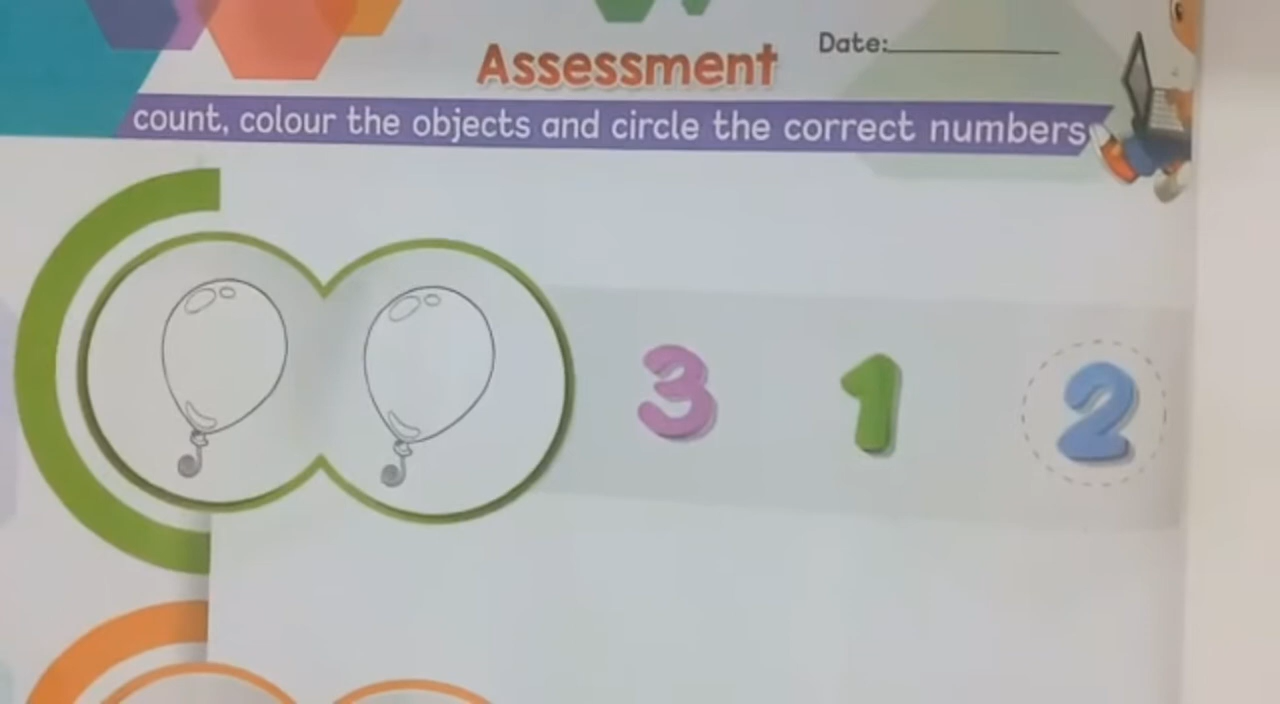 Assessment
Date:
count, colour the objects and circle the correct numbers
3 1 2